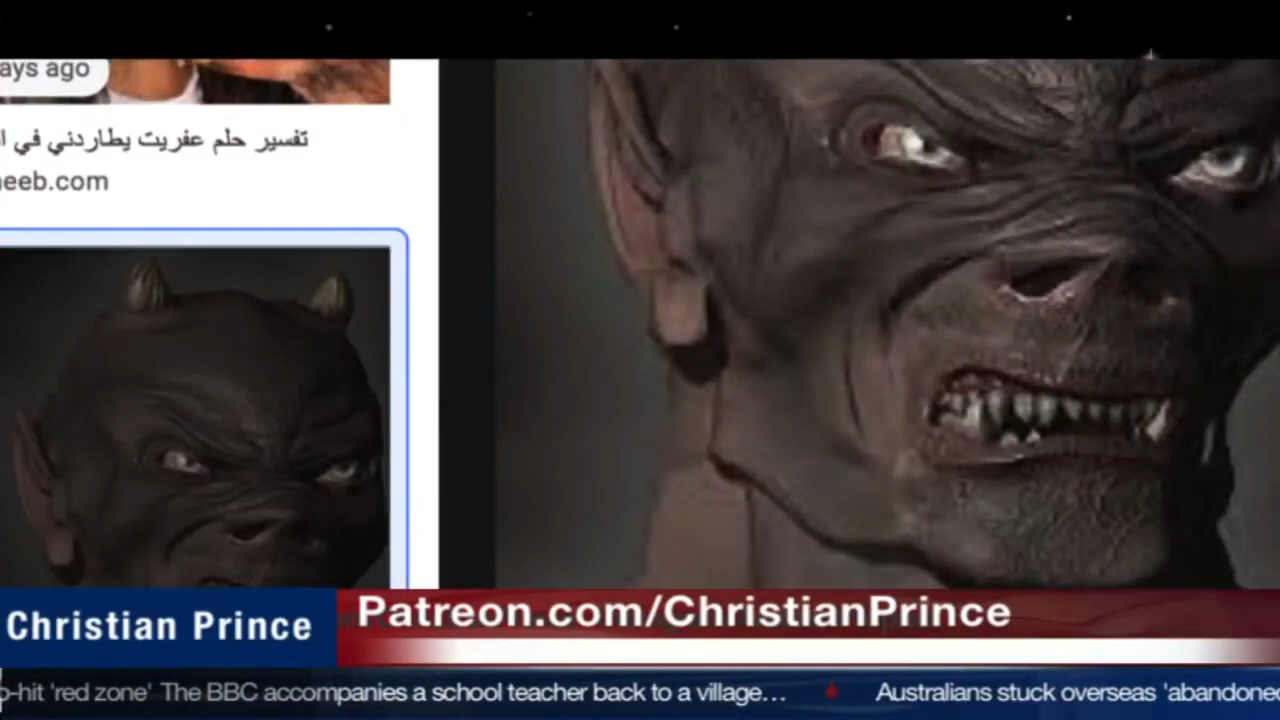 ays ago
تفسير حلم عفريت يطاردني في
eeb.com
Christian Prince
Patreon.com/ChristianPrince
-hit 'red zone' The BBC accompanies a school teacher back to a village… Australians stuck overseas 'abandoned